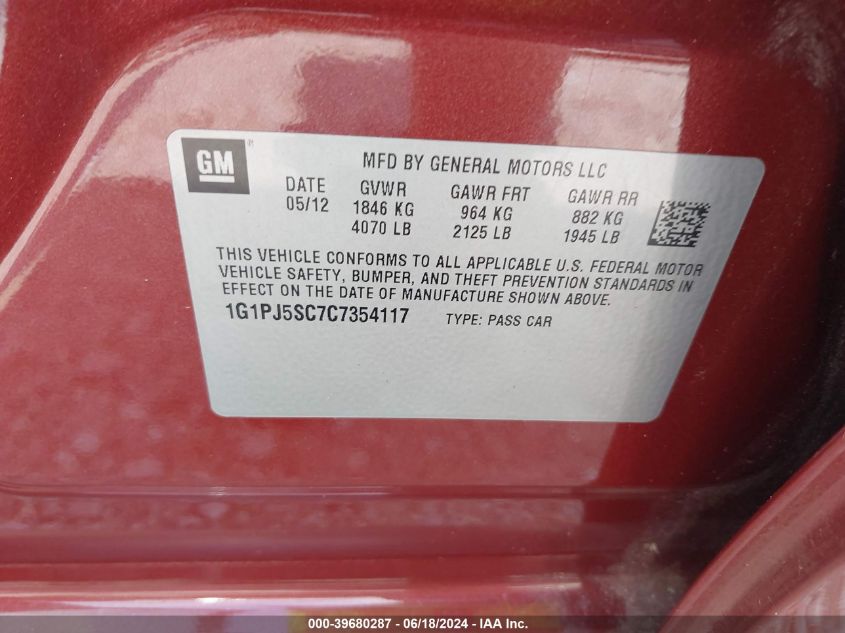 GM
MFD BY GENERAL MOTORS LLC
DATE GVWR GAWR FRT GAWR RR
05/12 1846 KG 964 KG 882 KG
4070 LB 2125 LB 1945 LB
THIS VEHICLE CONFORMS TO ALL APPLICABLE U.S. FEDERAL MOTOR
VEHICLE SAFETY, BUMPER, AND THEFT PREVENTION STANDARDS IN
EFFECT ON THE DATE OF MANUFACTURE SHOWN ABOVE.
1G1PJ5SC7C7354117 TYPE: PASS CAR
000-39680287 - 06/18/2024 - IAA Inc.